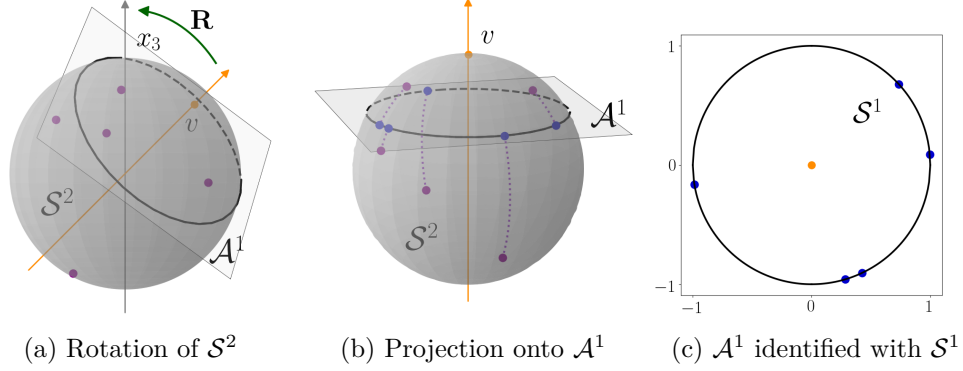 R
x₃
v
𝒮²
𝒜¹
(a) Rotation of 𝒮²
v
𝒜¹
𝒮²
(b) Projection onto 𝒜¹
1
0
−1
−1
0
1
𝒮¹
(c) 𝒜¹ identified with 𝒮¹